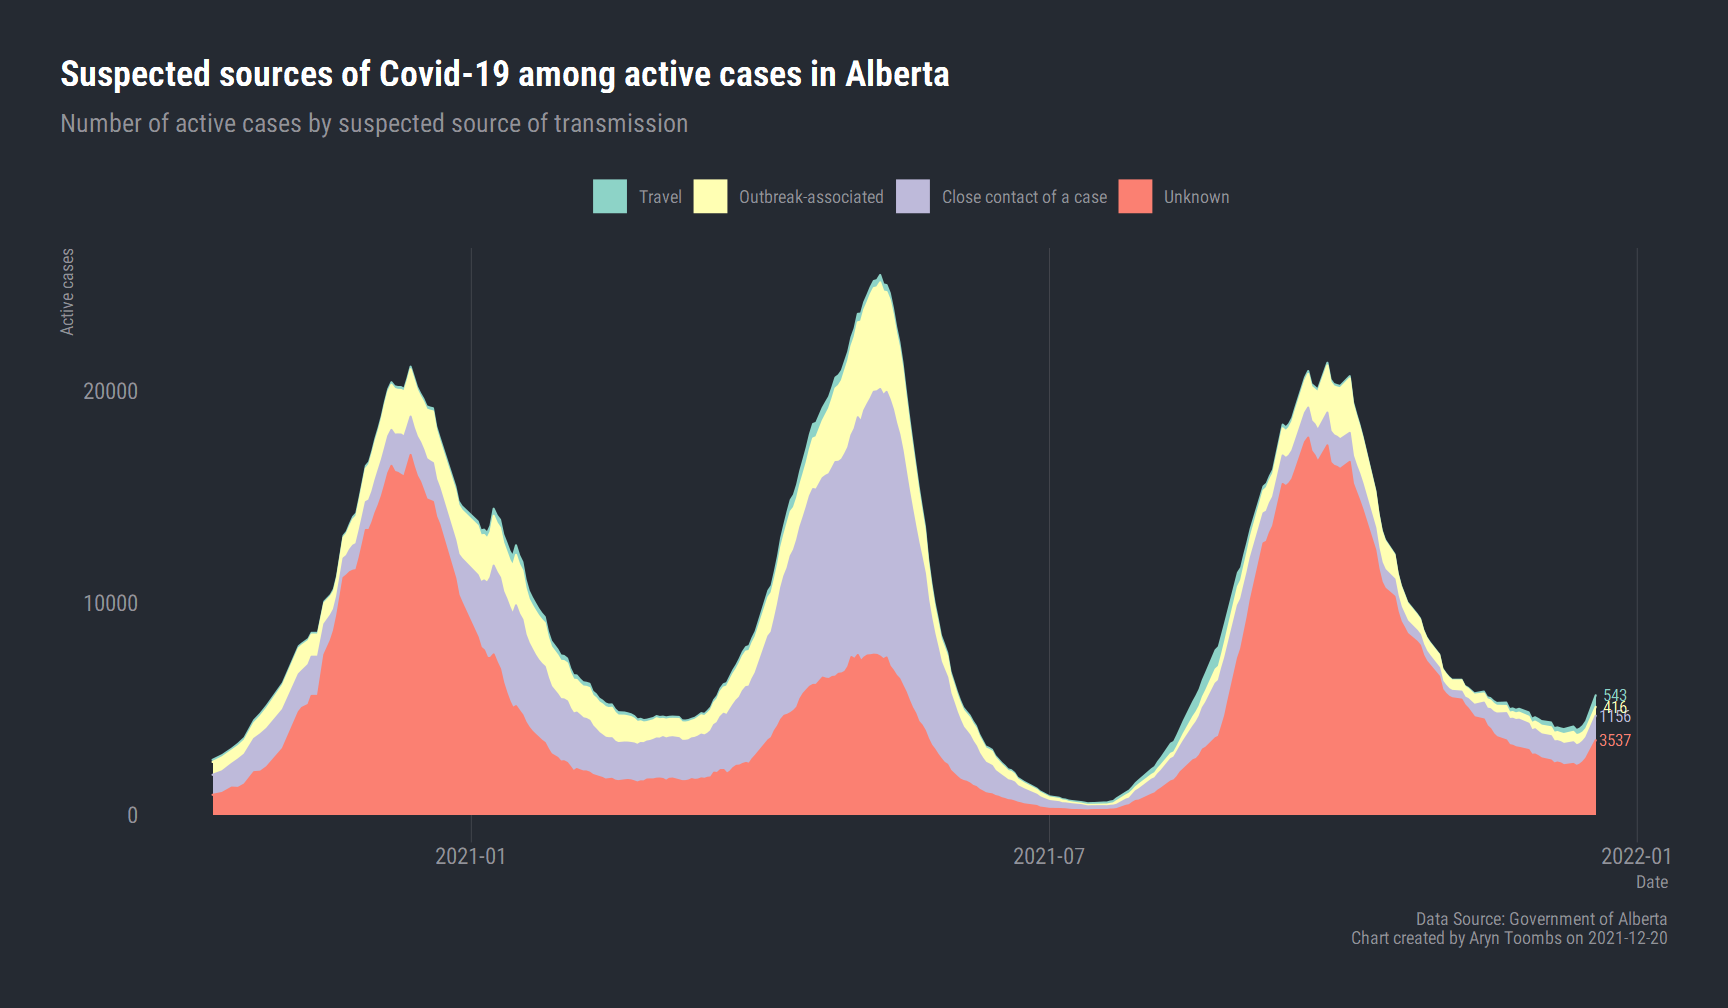 Suspected sources of Covid-19 among active cases in Alberta
Number of active cases by suspected source of transmission
Travel
Outbreak-associated
Close contact of a case
Unknown
Active cases
20000
10000
0
543
416
1156
3537
2021-01
2021-07
2022-01
Date
Data Source: Government of Alberta
Chart created by Aryn Toombs on 2021-12-20